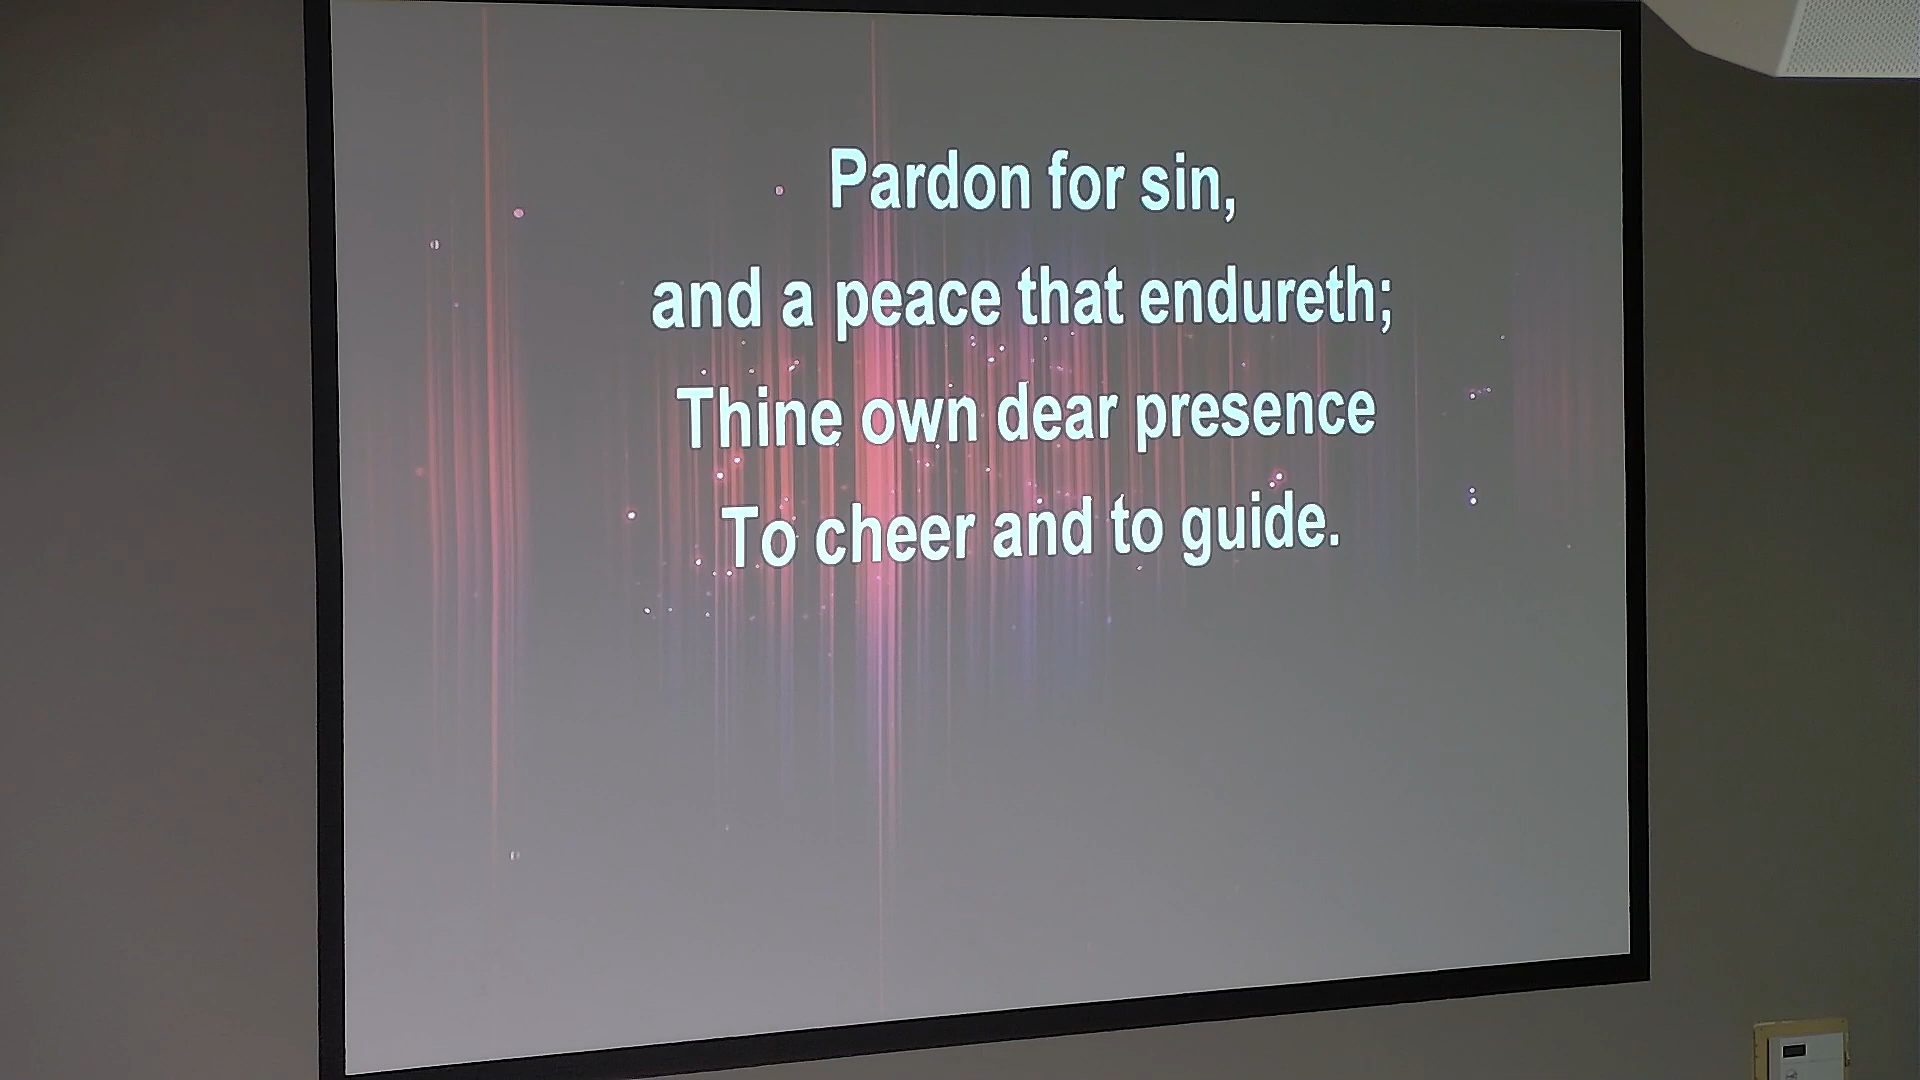 Pardon for sin,
and a peace that endureth;
Thine own dear presence
To cheer and to guide.